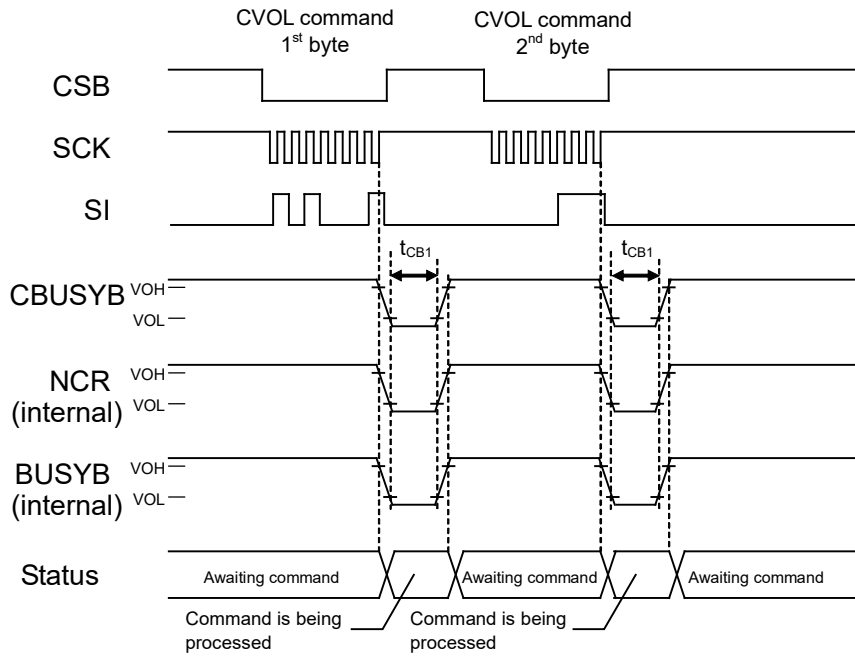 CVOL command
1st byte
CVOL command
2nd byte
CSB
SCK
SI
tCB1
tCB1
CBUSYB
VOH
VOL
NCR
(internal)
VOH
VOL
BUSYB
(internal)
VOH
VOL
Status
Awaiting command
Awaiting command
Awaiting command
Command is being
processed
Command is being
processed